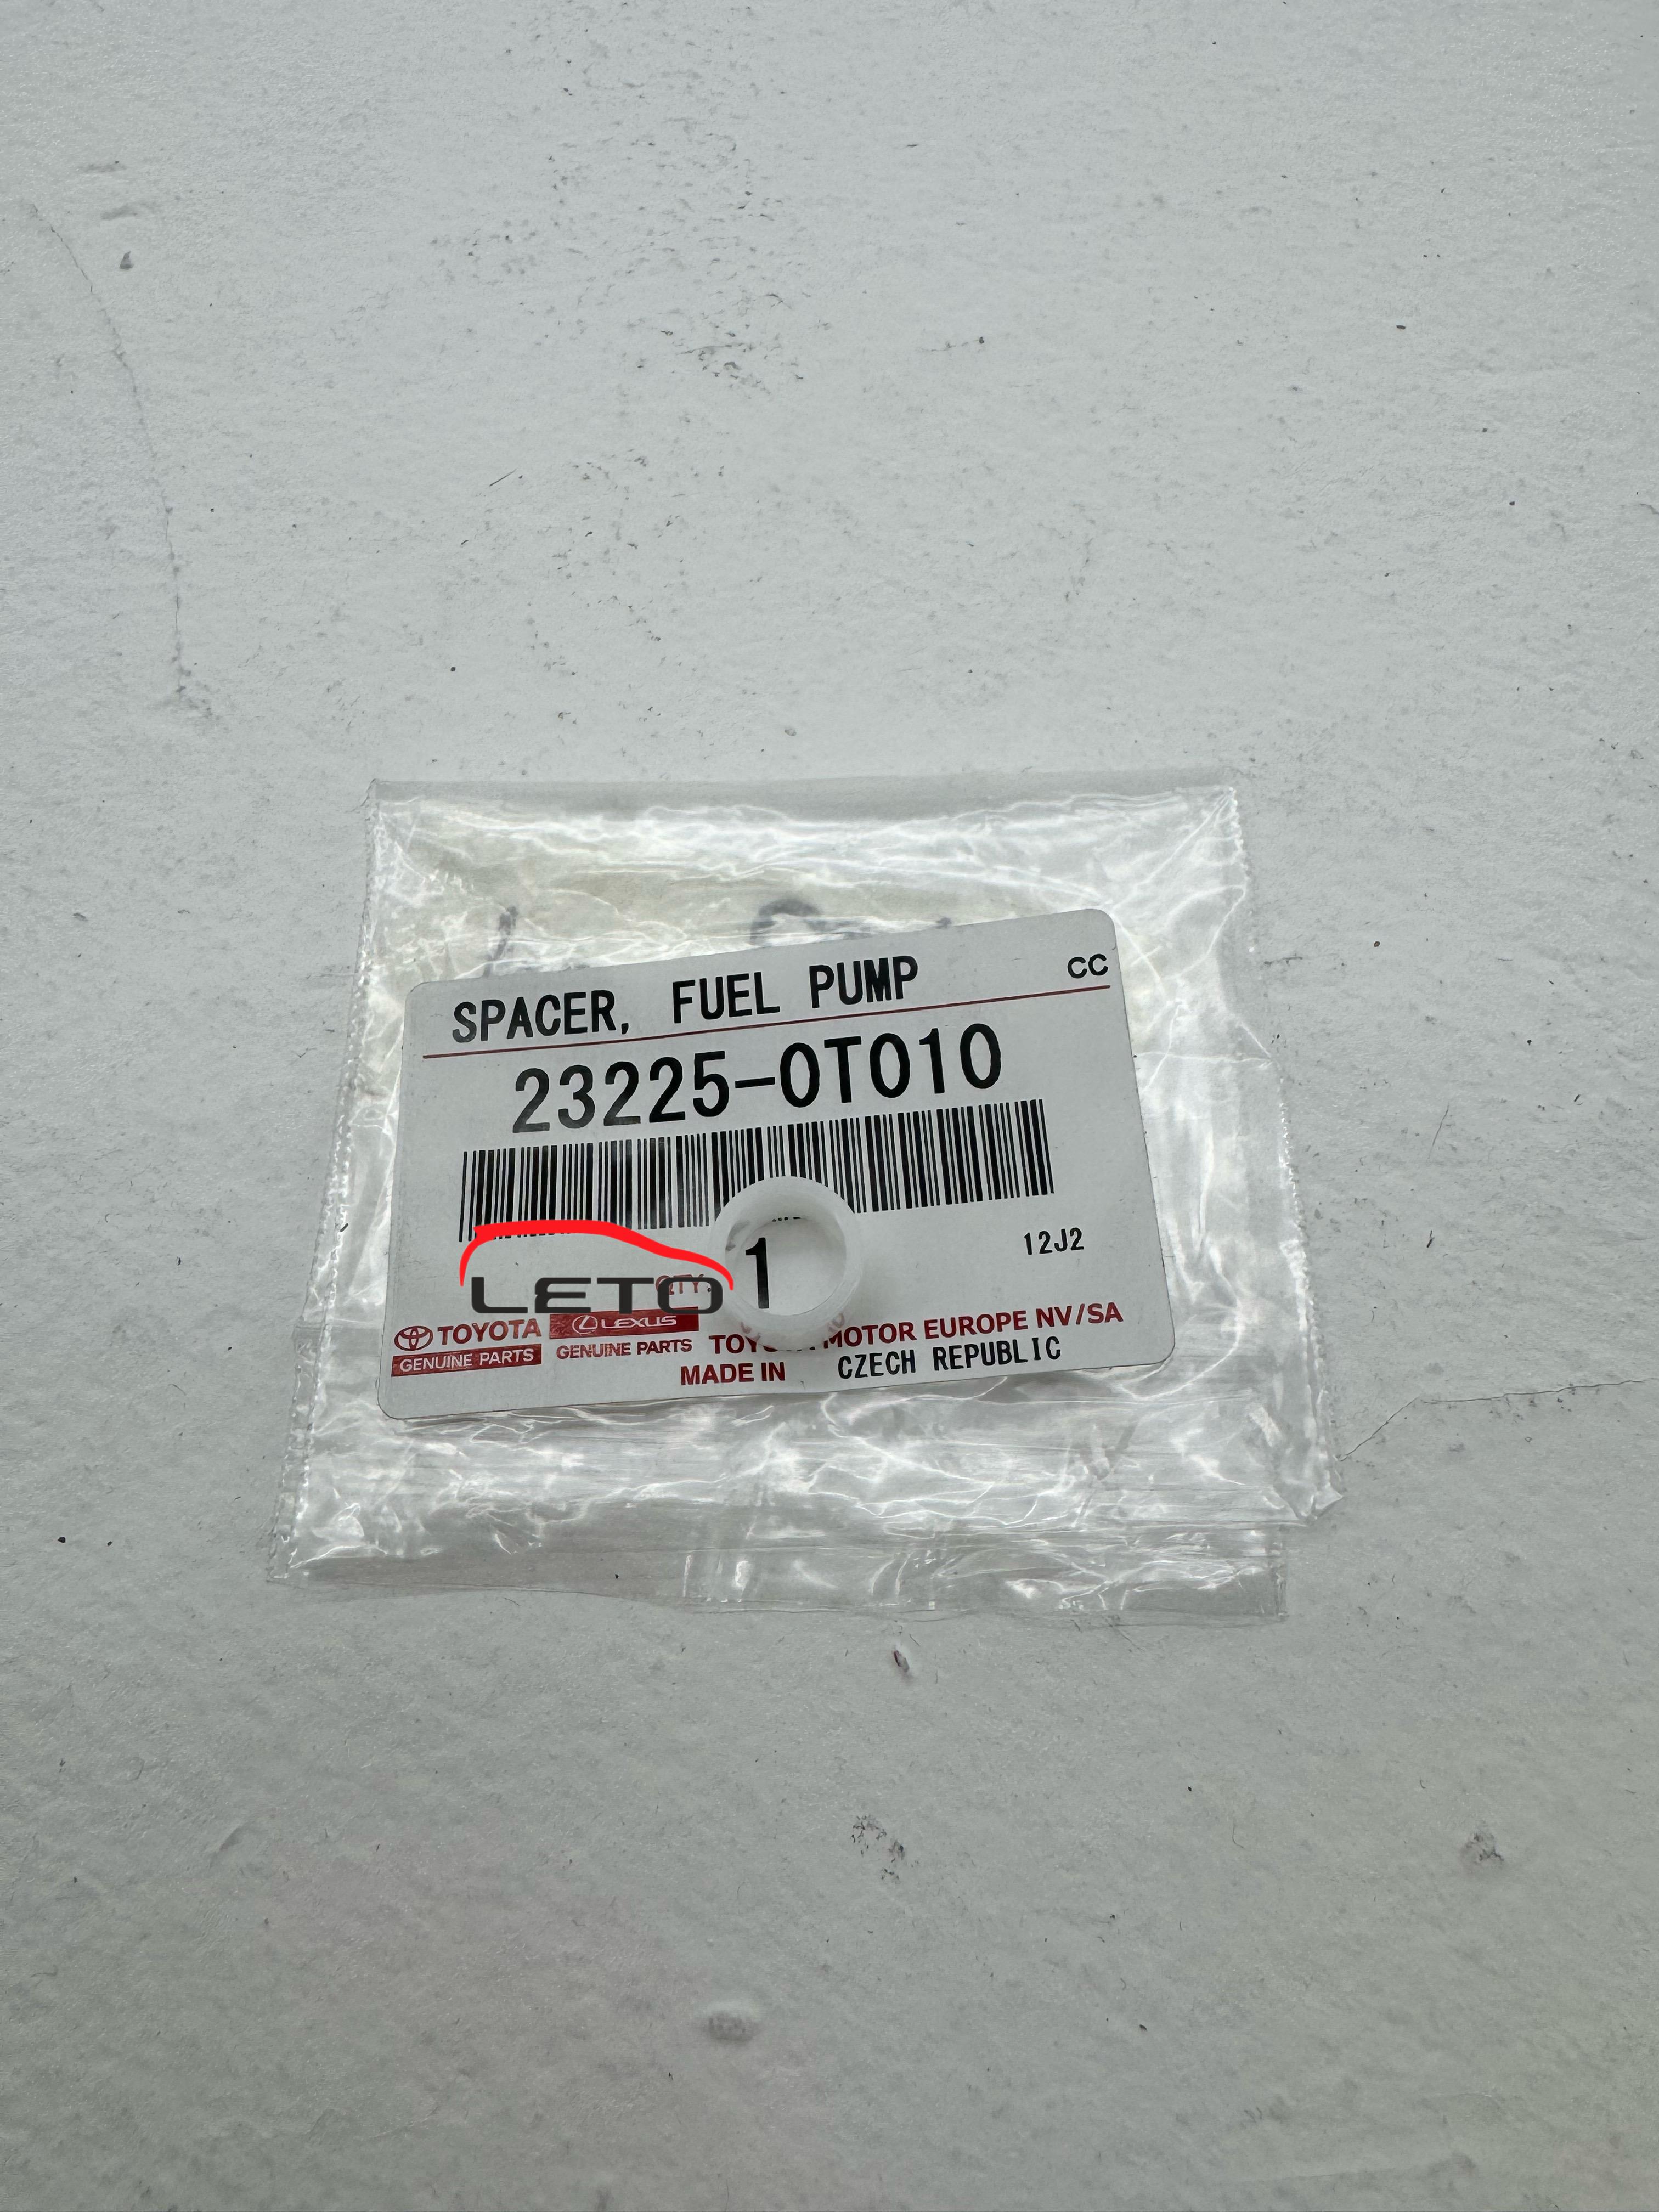 SPACER, FUEL PUMP CC
23225-0T010
12J2
LETO
QTY. 1
TOYOTA LEXUS
GENUINE PARTS GENUINE PARTS
MOTOR EUROPE NV/SA
MADE IN CZECH REPUBLIC